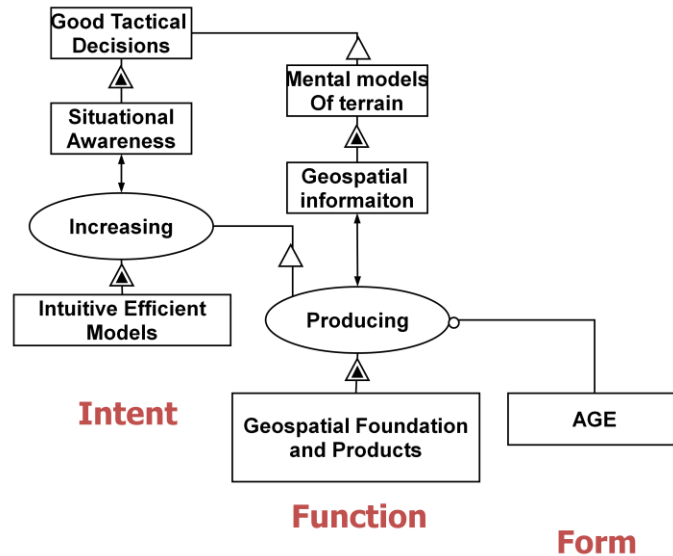 Good Tactical
Decisions
Mental models
Of terrain
Situational
Awareness
Geospatial
informaiton
Increasing
Intuitive Efficient
Models
Producing
Intent
Geospatial Foundation
and Products
AGE
Function
Form